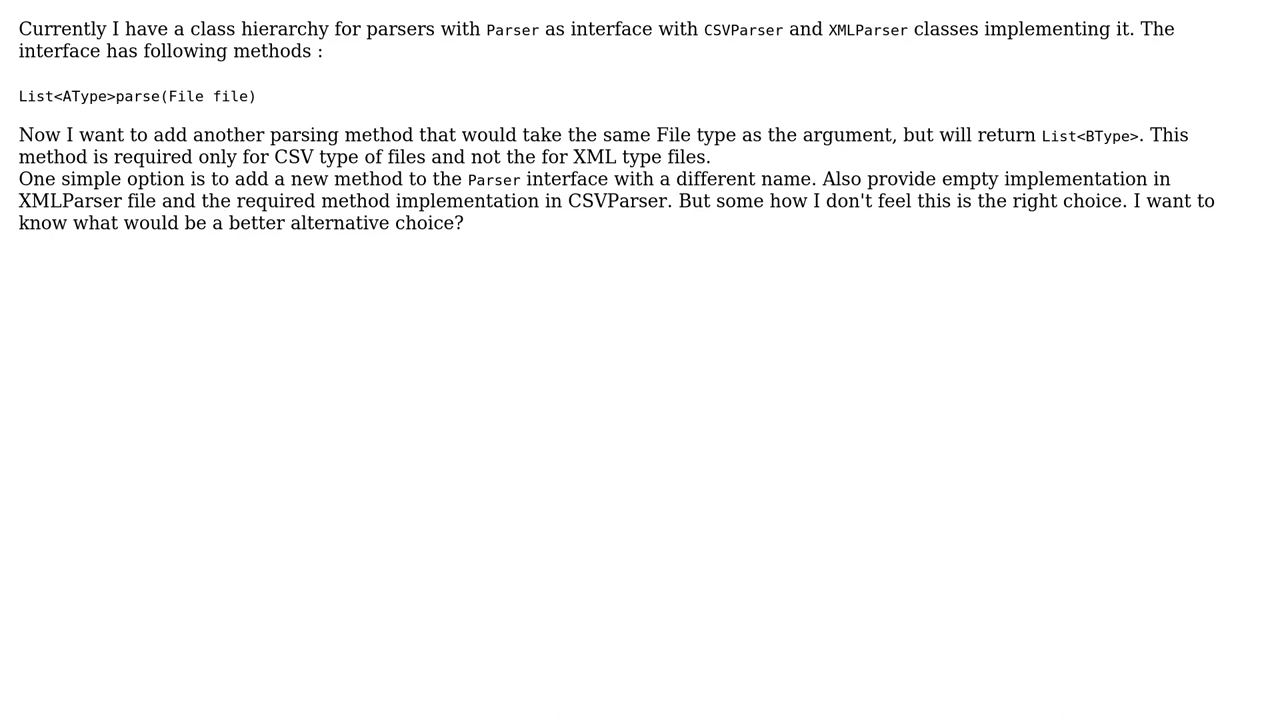 Currently I have a class hierarchy for parsers with Parser as interface with CSVParser and XMLParser classes implementing it. The
interface has following methods :
List<AType>parse(File file)
Now I want to add another parsing method that would take the same File type as the argument, but will return List<BType>. This
method is required only for CSV type of files and not the for XML type files.
One simple option is to add a new method to the Parser interface with a different name. Also provide empty implementation in
XMLParser file and the required method implementation in CSVParser. But some how I don't feel this is the right choice. I want to
know what would be a better alternative choice?